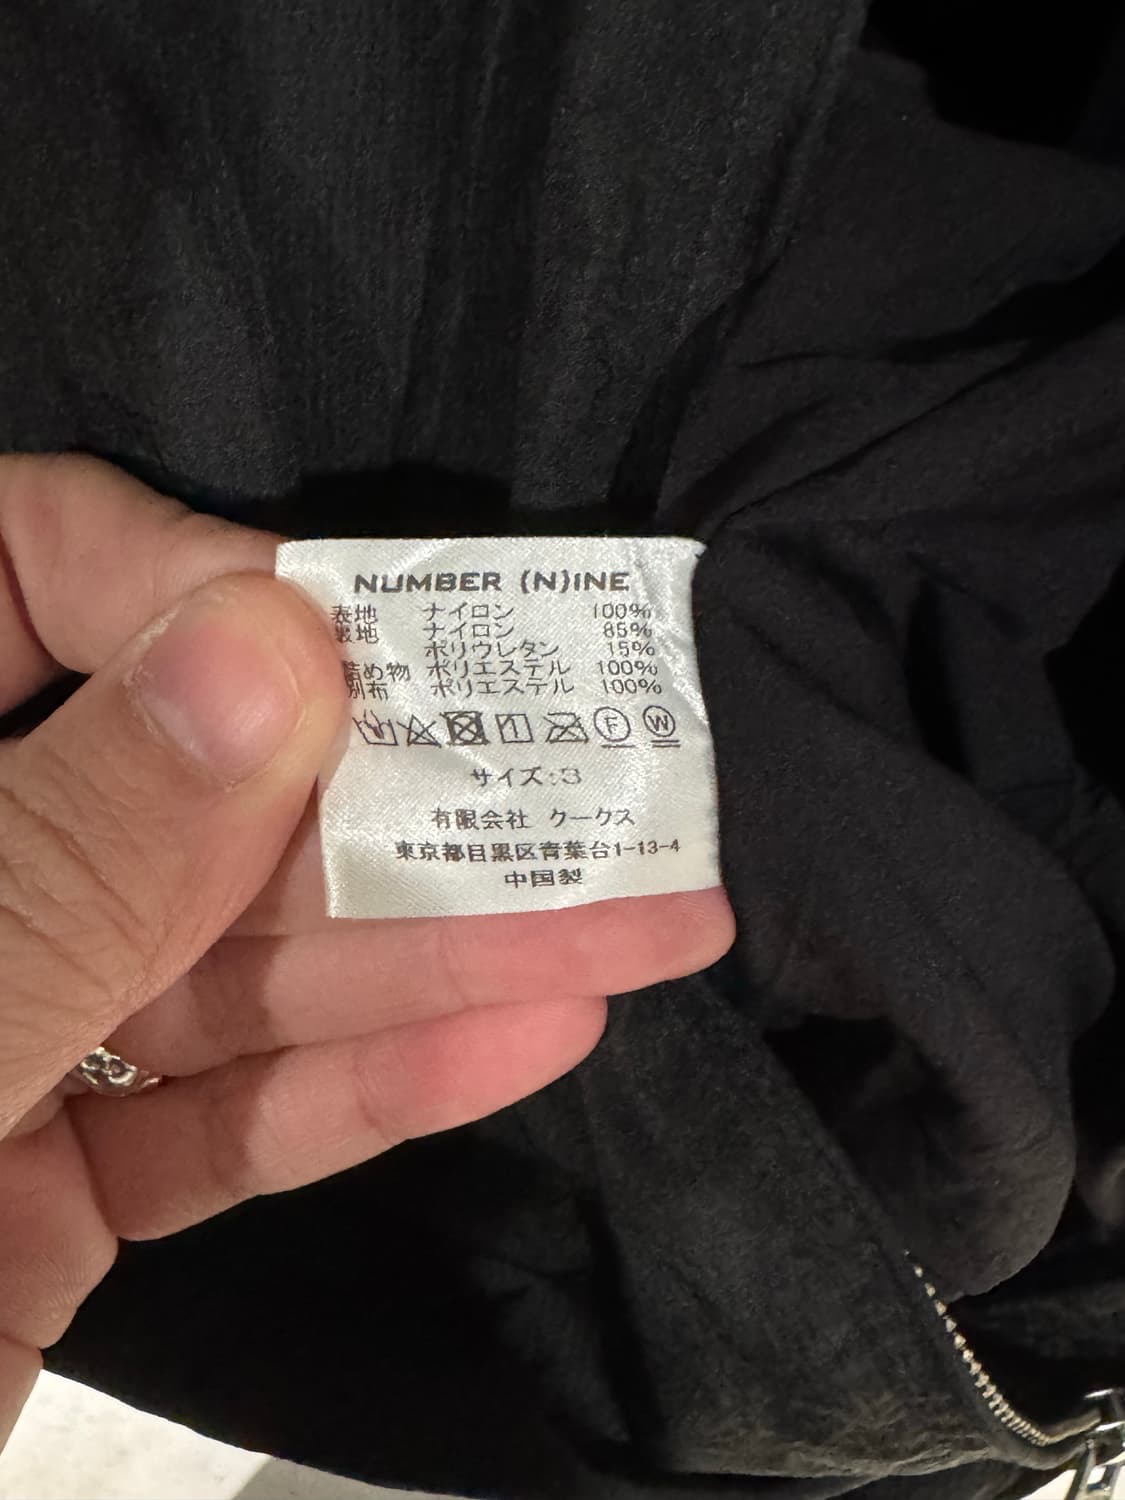 NUMBER (N)INE
表地 ナイロン 100%
裏地 ナイロン 85%
ポリウレタン 15%
詰め物 ポリエステル 100%
別布 ポリエステル 100%
F W
サイズ:3
有限会社 クークス
東京都目黒区青葉台1-13-4
中国製